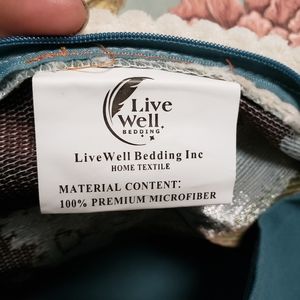 Live
Well.
BEDDING
LiveWell Bedding Inc
HOME TEXTILE
MATERIAL CONTENT:
100% PREMIUM MICROFIBER